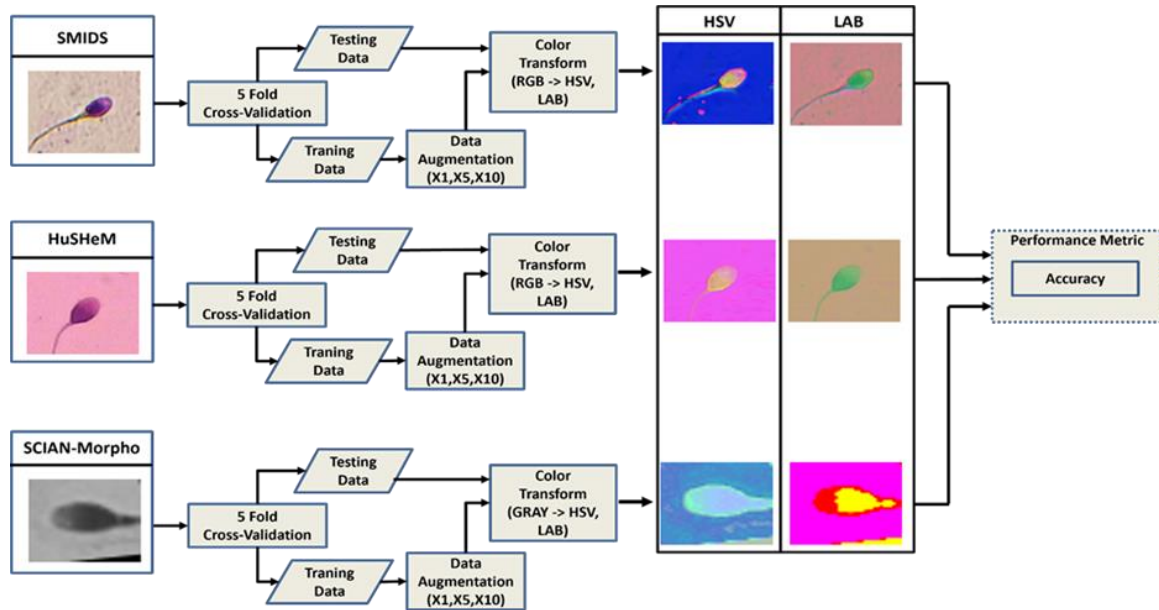 SMIDS
5 Fold
Cross-Validation
Testing
Data
Traning
Data
Data
Augmentation
(X1,X5,X10)
Color
Transform
(RGB -> HSV,
LAB)
HSV
LAB
HuSHeM
5 Fold
Cross-Validation
Testing
Data
Traning
Data
Data
Augmentation
(X1,X5,X10)
Color
Transform
(RGB -> HSV,
LAB)
Performance Metric
Accuracy
SCIAN-Morpho
5 Fold
Cross-Validation
Testing
Data
Traning
Data
Data
Augmentation
(X1,X5,X10)
Color
Transform
(GRAY -> HSV,
LAB)